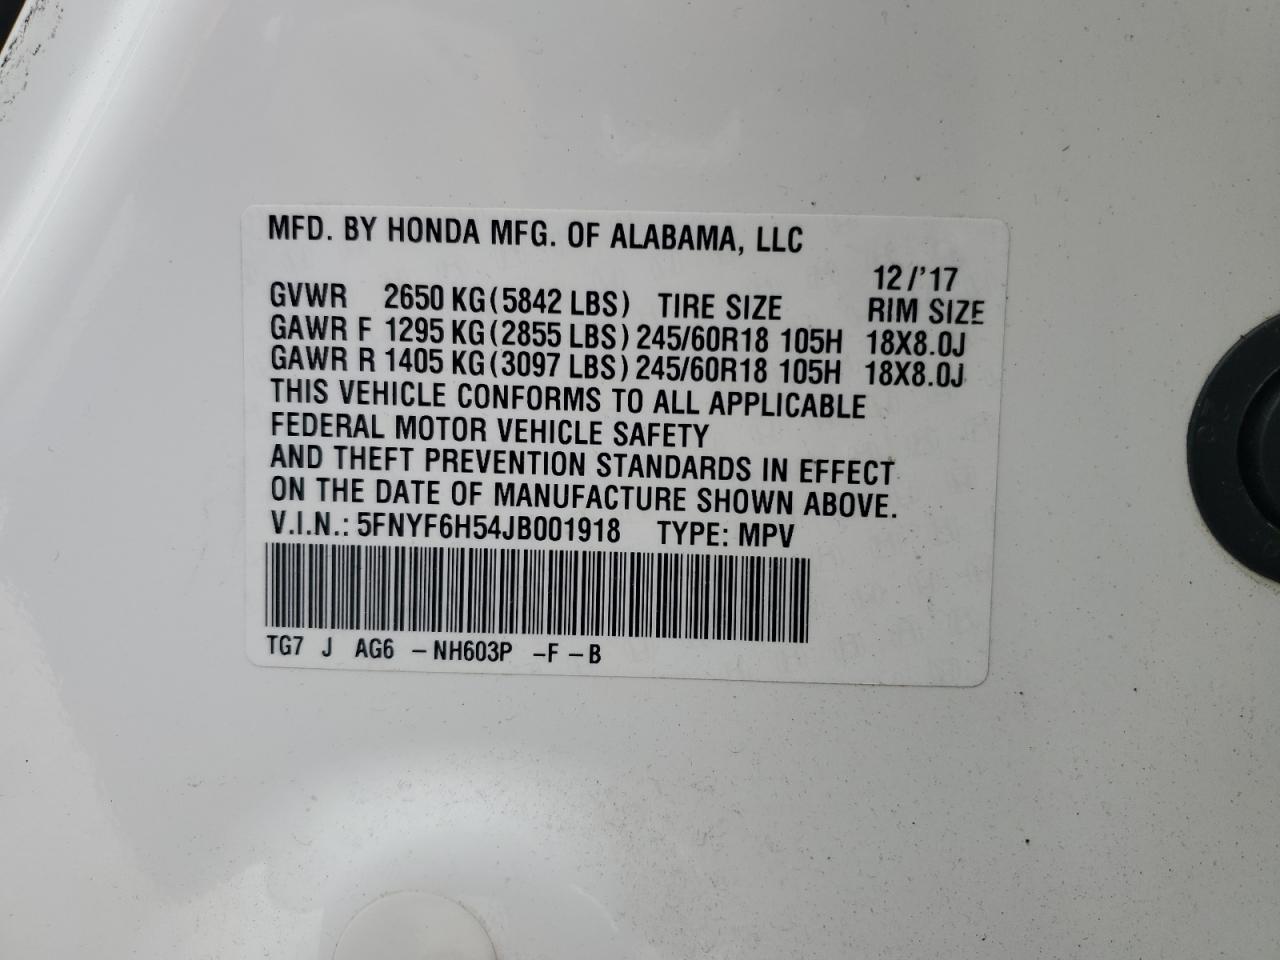 MFD. BY HONDA MFG. OF ALABAMA, LLC
12/'17
GVWR 2650 KG(5842 LBS) TIRE SIZE RIM SIZE
GAWR F 1295 KG(2855 LBS) 245/60R18 105H 18X8.0J
GAWR R 1405 KG(3097 LBS) 245/60R18 105H 18X8.0J
THIS VEHICLE CONFORMS TO ALL APPLICABLE
FEDERAL MOTOR VEHICLE SAFETY
AND THEFT PREVENTION STANDARDS IN EFFECT
ON THE DATE OF MANUFACTURE SHOWN ABOVE.
V.I.N.: 5FNYF6H54JB001918 TYPE: MPV
TG7 J AG6 -NH603P -F -B